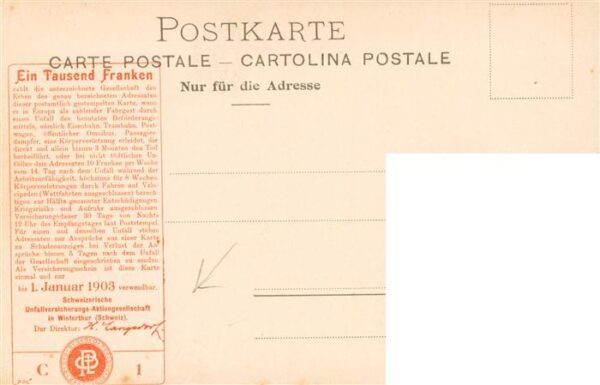 POSTKARTE
CARTE POSTALE — CARTOLINA POSTALE
Nur für die Adresse
Ein Tausend Franken
zahlt die unterzeichnete Gesellschaft den
Erben des genau bezeichneten Adressaten
dieser postamtlich gestempelten Karte, wenn
er in Europa als zahlender Fahrgast durch
einen Unfall des benutzten Beförderungs-
mittels, nämlich Eisenbahn, Trambahn, Post-
wagen, öffentlicher Omnibus, Passagier-
dampfer, eine Körperverletzung erleidet, die
direkt und allein binnen 3 Monaten den Tod
herbeiführt, oder bei nicht tödlichen Un-
fällen dem Adressaten 10 Franken per Woche
vom 14. Tag nach dem Unfall während der
Arbeitsunfähigkeit, höchstens für 8 Wochen.
Körperverletzungen durch Fahren auf Velo-
cipeden (Wettfahrten ausgeschlossen) berech-
tigen zur Hälfte genannter Entschädigungen
Kriegsrisiko und Aufruhr ausgeschlossen.
Versicherungsdauer 30 Tage von Nachts
12 Uhr des Empfangstages laut Poststempel.
Für einen und denselben Unfall stehen
Adressaten nur Ansprüche aus einer Karte
zu Schadenanzeigen bei Verlust der An-
sprüche binnen 5 Tagen nach dem Unfall
der Gesellschaft eingeschrieben zu senden
Als Versicherungsschein ist diese Karte
einmal und nur
bis 1. Januar 1903 verwendbar.
Schweizerische
Unfallversicherungs-Aktiengesellschaft
in Winterthur (Schweiz).
Der Direktor: H. Langsdorf
C 1